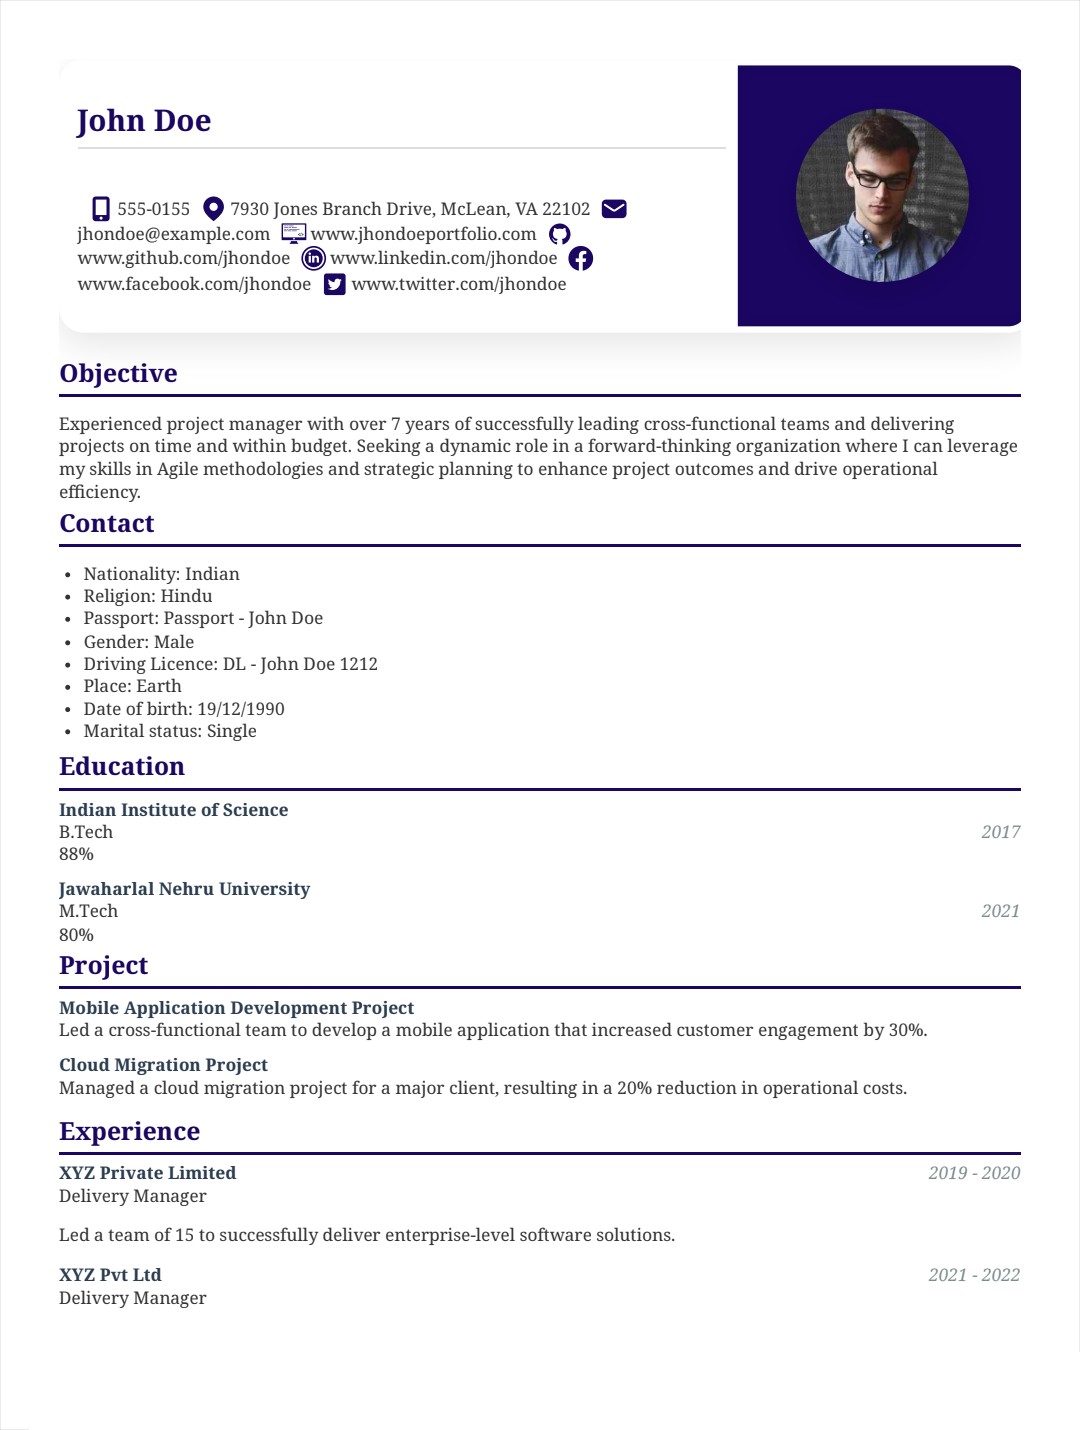 John Doe
555-0155 7930 Jones Branch Drive, McLean, VA 22102
jhondoe@example.com www.jhondoeportfolio.com
www.github.com/jhondoe in www.linkedin.com/jhondoe
www.facebook.com/jhondoe www.twitter.com/jhondoe
Objective
Experienced project manager with over 7 years of successfully leading cross-functional teams and delivering
projects on time and within budget. Seeking a dynamic role in a forward-thinking organization where I can leverage
my skills in Agile methodologies and strategic planning to enhance project outcomes and drive operational
efficiency.
Contact
• Nationality: Indian
• Religion: Hindu
• Passport: Passport - John Doe
• Gender: Male
• Driving Licence: DL - John Doe 1212
• Place: Earth
• Date of birth: 19/12/1990
• Marital status: Single
Education
Indian Institute of Science
B.Tech 2017
88%
Jawaharlal Nehru University
M.Tech 2021
80%
Project
Mobile Application Development Project
Led a cross-functional team to develop a mobile application that increased customer engagement by 30%.
Cloud Migration Project
Managed a cloud migration project for a major client, resulting in a 20% reduction in operational costs.
Experience
XYZ Private Limited 2019 - 2020
Delivery Manager
Led a team of 15 to successfully deliver enterprise-level software solutions.
XYZ Pvt Ltd 2021 - 2022
Delivery Manager